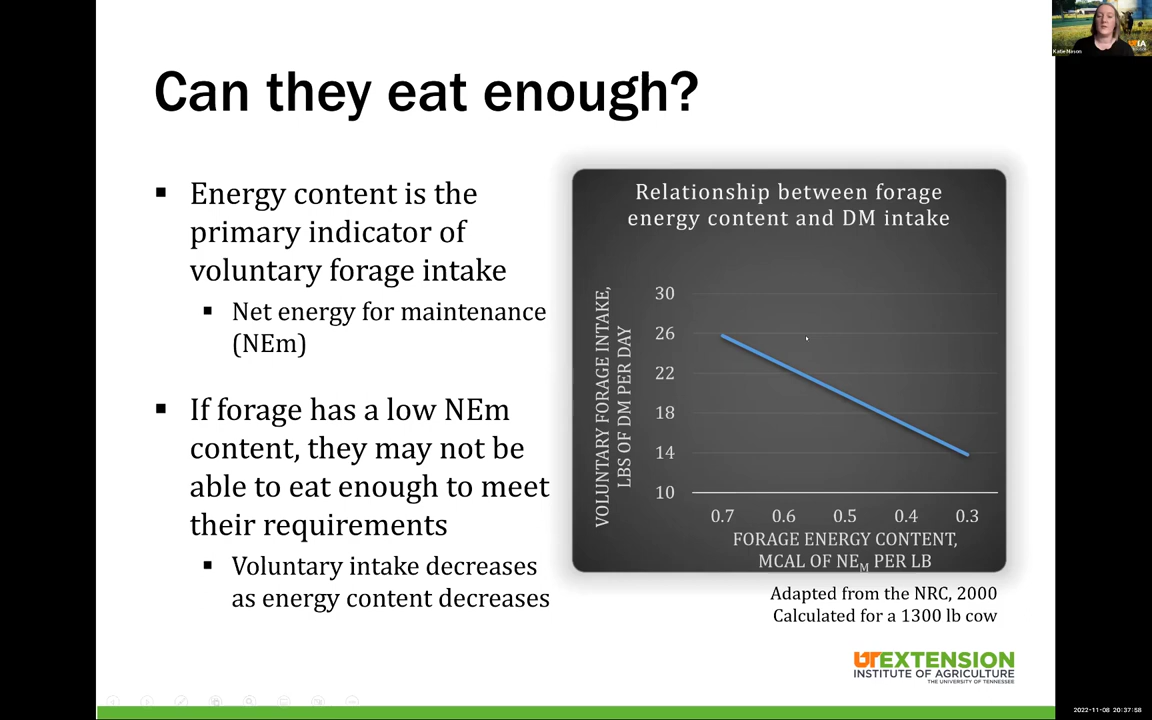 Can they eat enough?
Energy content is the
primary indicator of
voluntary forage intake
Net energy for maintenance
(NEm)
If forage has a low NEm
content, they may not be
able to eat enough to meet
their requirements
Voluntary intake decreases
as energy content decreases
Relationship between forage
energy content and DM intake
VOLUNTARY FORAGE INTAKE,
LBS OF DM PER DAY
30
26
22
18
14
10
0.7 0.6 0.5 0.4 0.3
FORAGE ENERGY CONTENT,
MCAL OF NEM PER LB
Adapted from the NRC, 2000
Calculated for a 1300 lb cow
UTEXTENSION
INSTITUTE OF AGRICULTURE
THE UNIVERSITY OF TENNESSEE
Katie Mason
2022-11-08 20:37:58